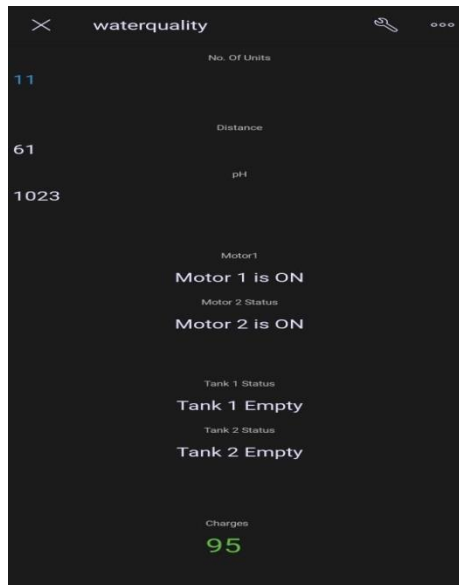 waterquality
No. Of Units
11
Distance
61
pH
1023
Motor1
Motor 1 is ON
Motor 2 Status
Motor 2 is ON
Tank 1 Status
Tank 1 Empty
Tank 2 Status
Tank 2 Empty
Charges
95